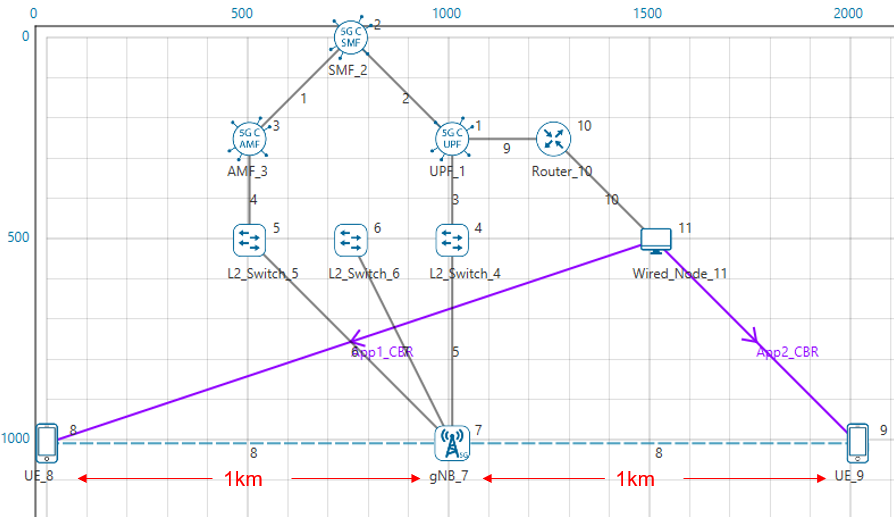 0 500 1000 1500 2000
0
5G C SMF 2
SMF_2
1 2
5G C AMF 3
5G C UPF 1
10
9
AMF_3 UPF_1 Router_10
4 3 10
5 6 4 11
500
L2_Switch_5 L2_Switch_6 L2_Switch_4 Wired_Node_11
App1_CBR 5 App2_CBR
8 7 9
1000
5G
8 8
UE_8 1km gNB_7 1km UE_9
1